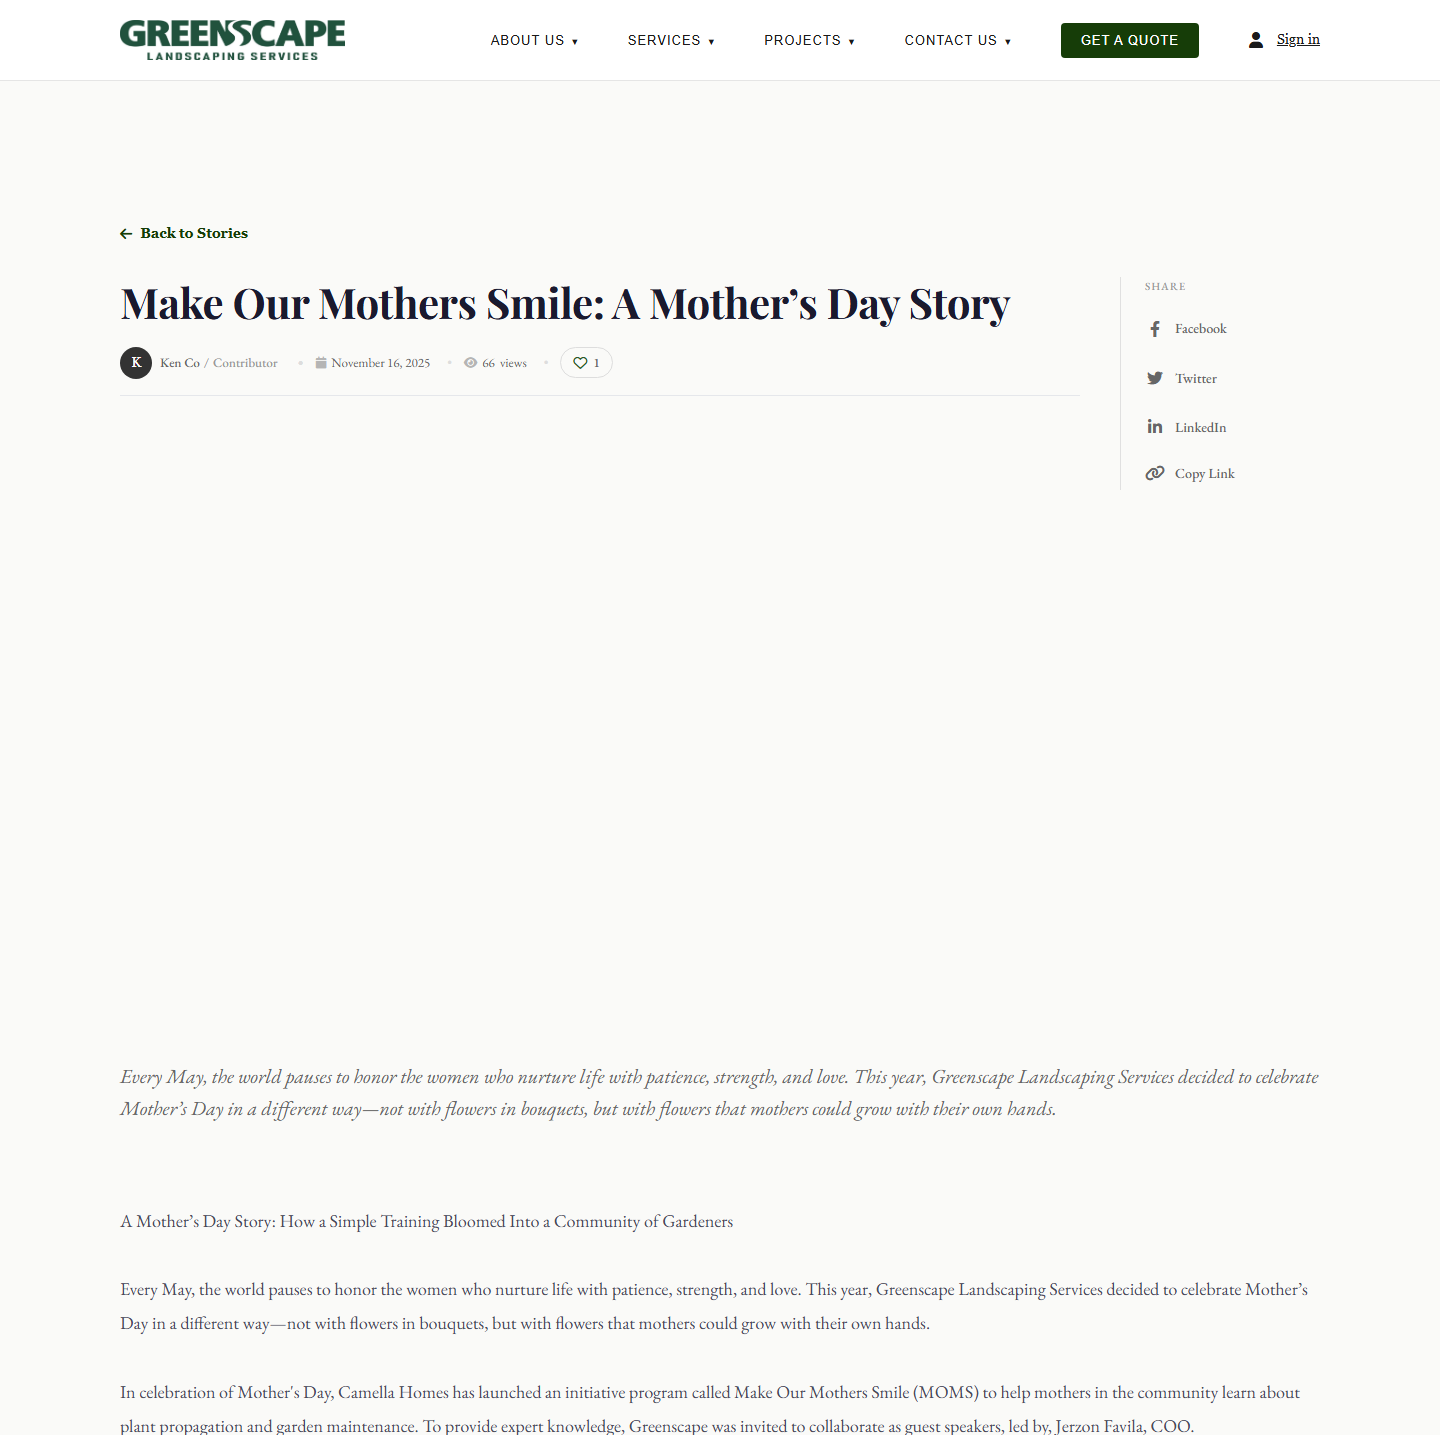 GREENSCAPE
LANDSCAPING SERVICES
ABOUT US ▾
SERVICES ▾
PROJECTS ▾
CONTACT US ▾
GET A QUOTE
Sign in
← Back to Stories
Make Our Mothers Smile: A Mother’s Day Story
K
Ken Co / Contributor
November 16, 2025
66 views
1
SHARE
Facebook
Twitter
LinkedIn
Copy Link
Every May, the world pauses to honor the women who nurture life with patience, strength, and love. This year, Greenscape Landscaping Services decided to celebrate
Mother’s Day in a different way—not with flowers in bouquets, but with flowers that mothers could grow with their own hands.
A Mother’s Day Story: How a Simple Training Bloomed Into a Community of Gardeners
Every May, the world pauses to honor the women who nurture life with patience, strength, and love. This year, Greenscape Landscaping Services decided to celebrate Mother’s
Day in a different way—not with flowers in bouquets, but with flowers that mothers could grow with their own hands.
In celebration of Mother's Day, Camella Homes has launched an initiative program called Make Our Mothers Smile (MOMS) to help mothers in the community learn about
plant propagation and garden maintenance. To provide expert knowledge, Greenscape was invited to collaborate as guest speakers, led by, Jerzon Favila, COO.